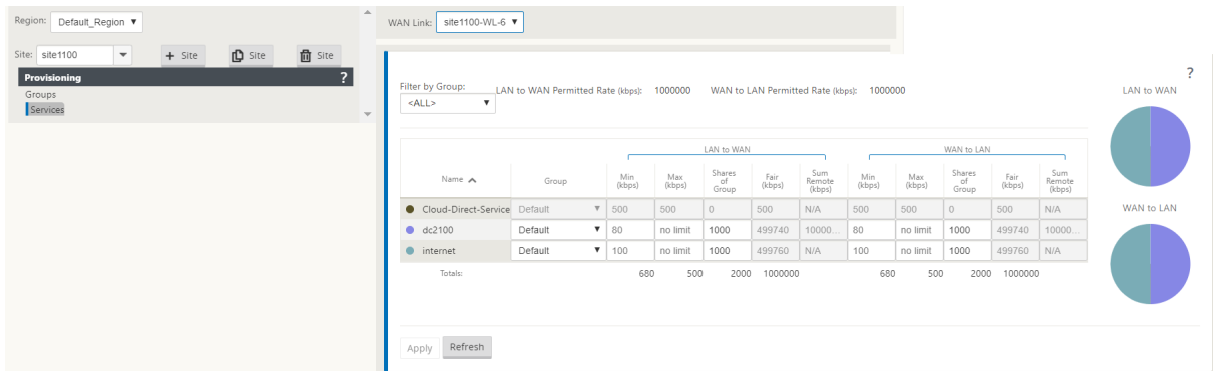 Region: Default_Region
Site: site1100 + Site Site Site
Provisioning ?
Groups
Services
WAN Link: site1100-WL-6
?
Filter by Group: LAN to WAN Permitted Rate (kbps): 1000000 WAN to LAN Permitted Rate (kbps): 1000000
<ALL>
LAN to WAN WAN to LAN
Name Group Min (kbps) Max (kbps) Shares of Group Fair (kbps) Sum Remote (kbps) Min (kbps) Max (kbps) Shares of Group Fair (kbps) Sum Remote (kbps)
Cloud-Direct-Service Default 500 500 0 500 N/A 500 500 0 500 N/A
dc2100 Default 80 no limit 1000 499740 10000... 80 no limit 1000 499740 10000...
internet Default 100 no limit 1000 499760 N/A 100 no limit 1000 499760 N/A
Totals: 680 500 2000 1000000 680 500 2000 1000000
LAN to WAN
WAN to LAN
Apply Refresh